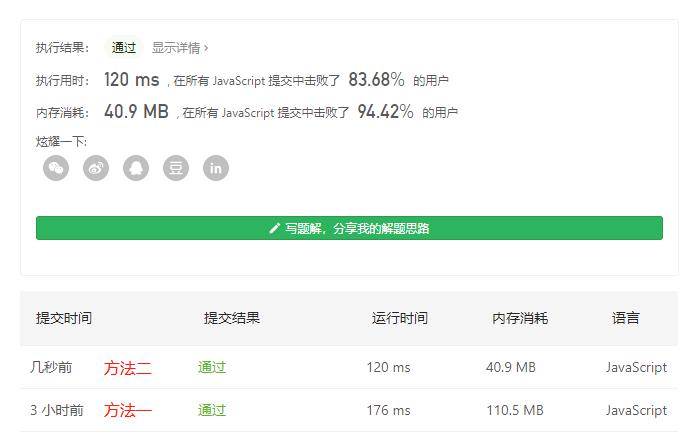 执行结果： 通过 显示详情 ›
执行用时： 120 ms , 在所有 JavaScript 提交中击败了 83.68% 的用户
内存消耗： 40.9 MB , 在所有 JavaScript 提交中击败了 94.42% 的用户
炫耀一下:
豆 in
写题解，分享我的解题思路
提交时间 提交结果 运行时间 内存消耗 语言
几秒前 方法二 通过 120 ms 40.9 MB JavaScript
3 小时前 方法一 通过 176 ms 110.5 MB JavaScript